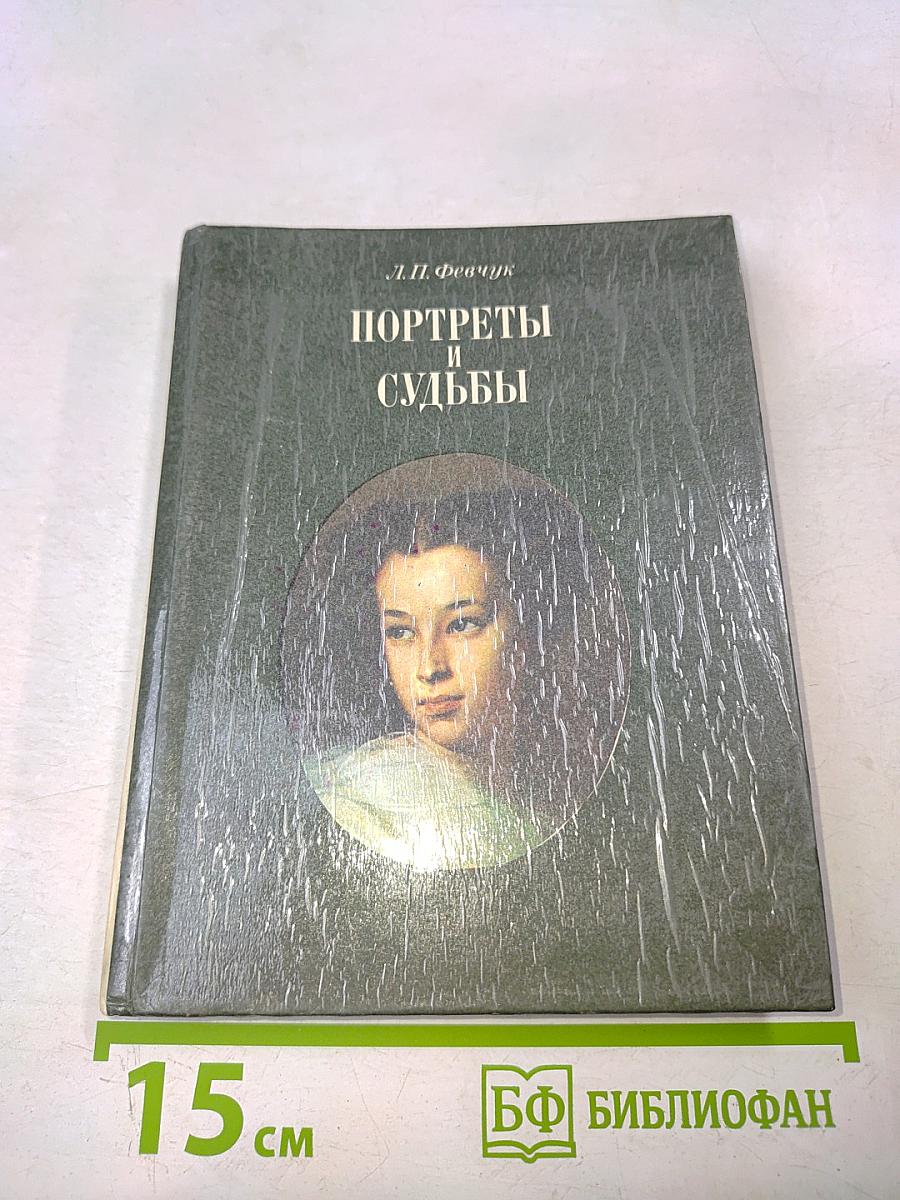 Л.П. Февчук
ПОРТРЕТЫ
И
СУДЬБЫ
15 см
БФ БИБЛИОФАН